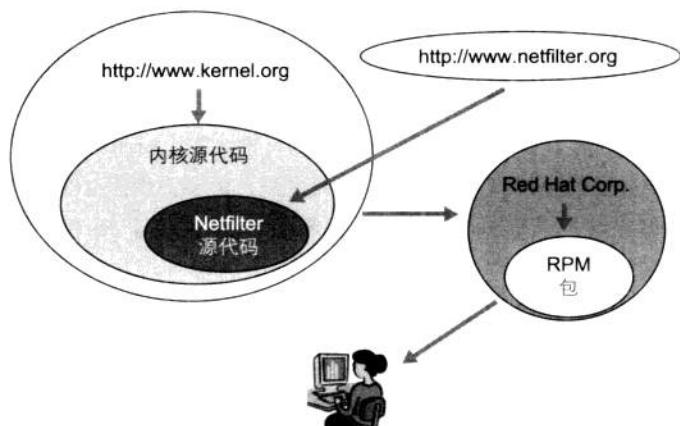 http://www.kernel.org
http://www.netfilter.org
内核源代码
Netfilter
源代码
Red Hat Corp.
RPM
包